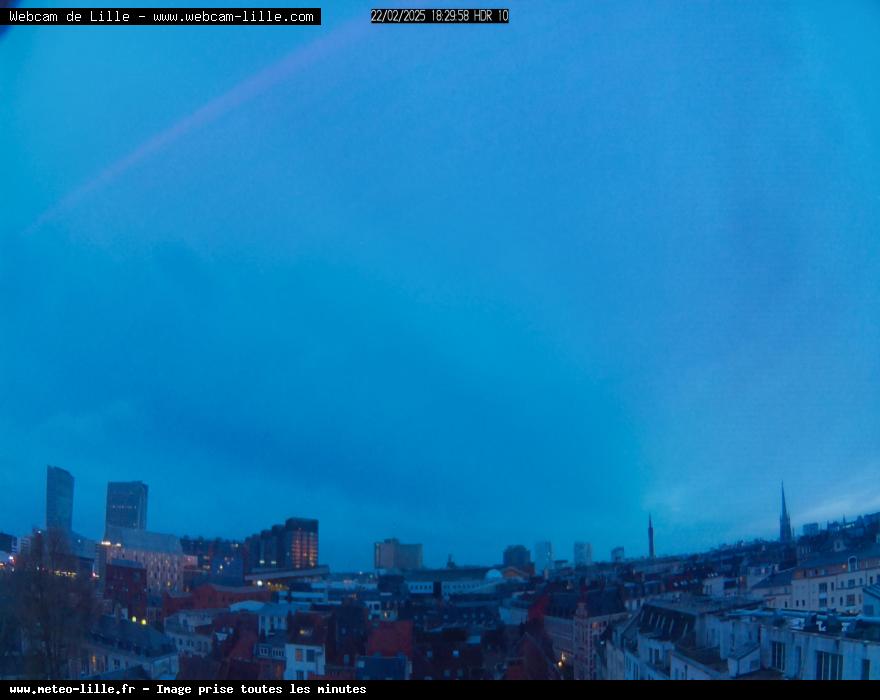 Webcam de Lille - www.webcam-lille.com
22/02/2025 18:29:58 HDR 10
www.meteo-lille.fr - Image prise toutes les minutes